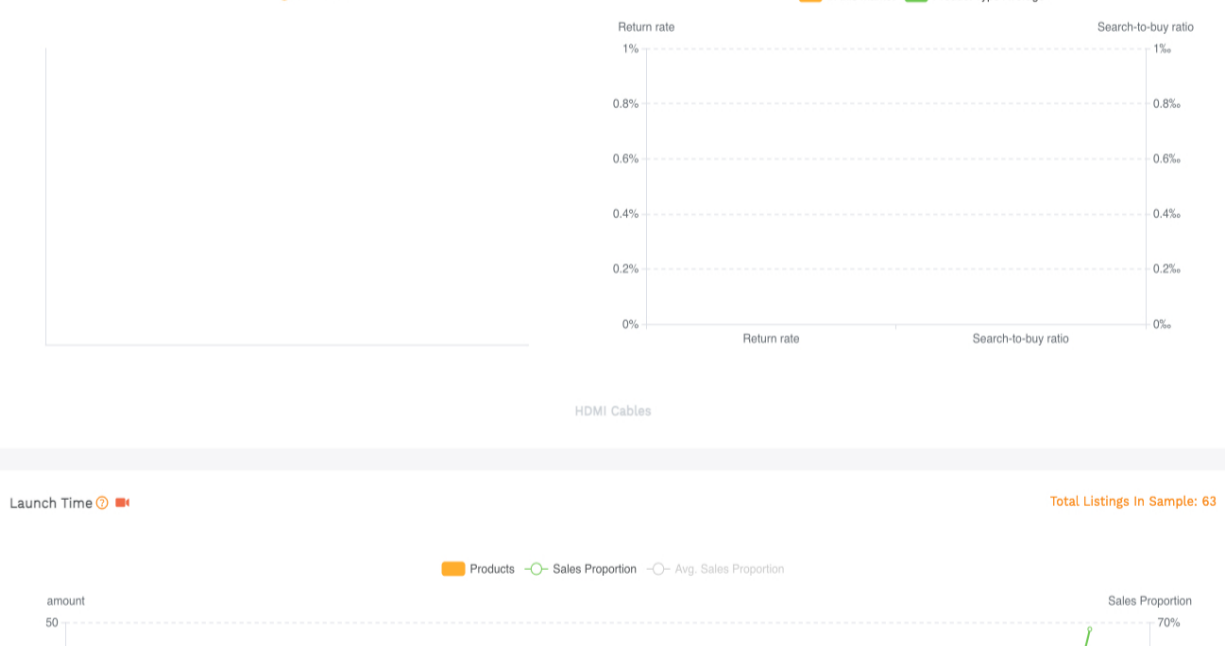 Return rate Search-to-buy ratio
1% 1‰
0.8% 0.8‰
0.6% 0.6‰
0.4% 0.4‰
0.2% 0.2‰
0% 0‰
Return rate Search-to-buy ratio
HDMI Cables
Launch Time ? Total Listings In Sample: 63
Products Sales Proportion Avg. Sales Proportion
amount Sales Proportion
50 70%